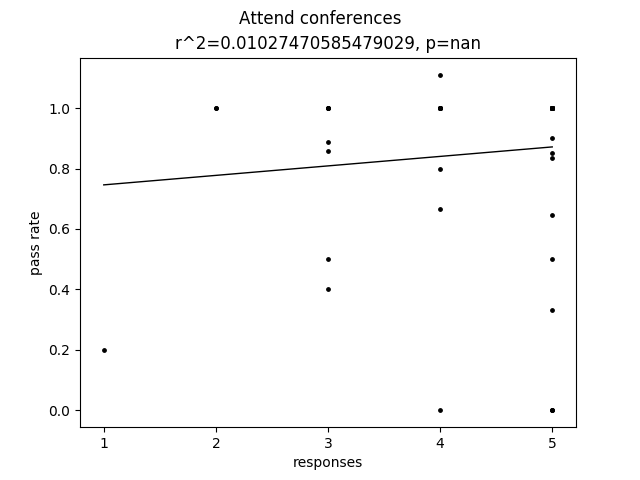 Attend conferences
r^2=0.01027470585479029, p=nan
pass rate
1.0
0.8
0.6
0.4
0.2
0.0
1 2 3 4 5
responses